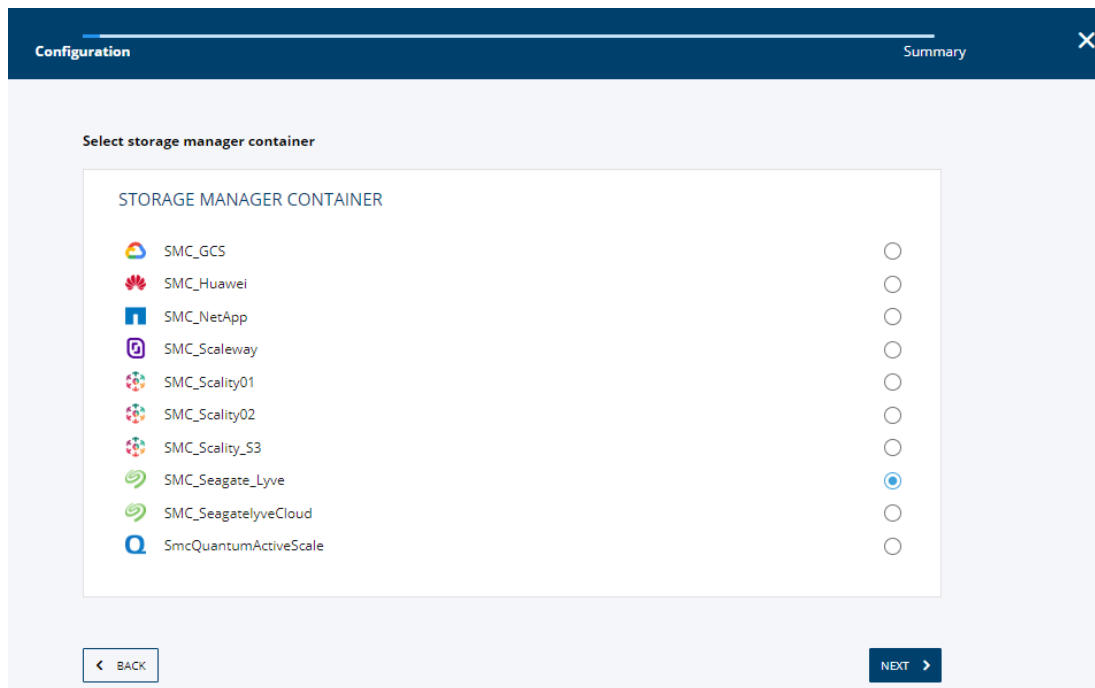 Configuration
Summary
Select storage manager container
STORAGE MANAGER CONTAINER
SMC_GCS
SMC_Huawei
SMC_NetApp
SMC_Scaleway
SMC_Scality01
SMC_Scality02
SMC_Scality_S3
SMC_Seagate_Lyve
SMC_SeagatelyveCloud
SmcQuantumActiveScale
BACK
NEXT